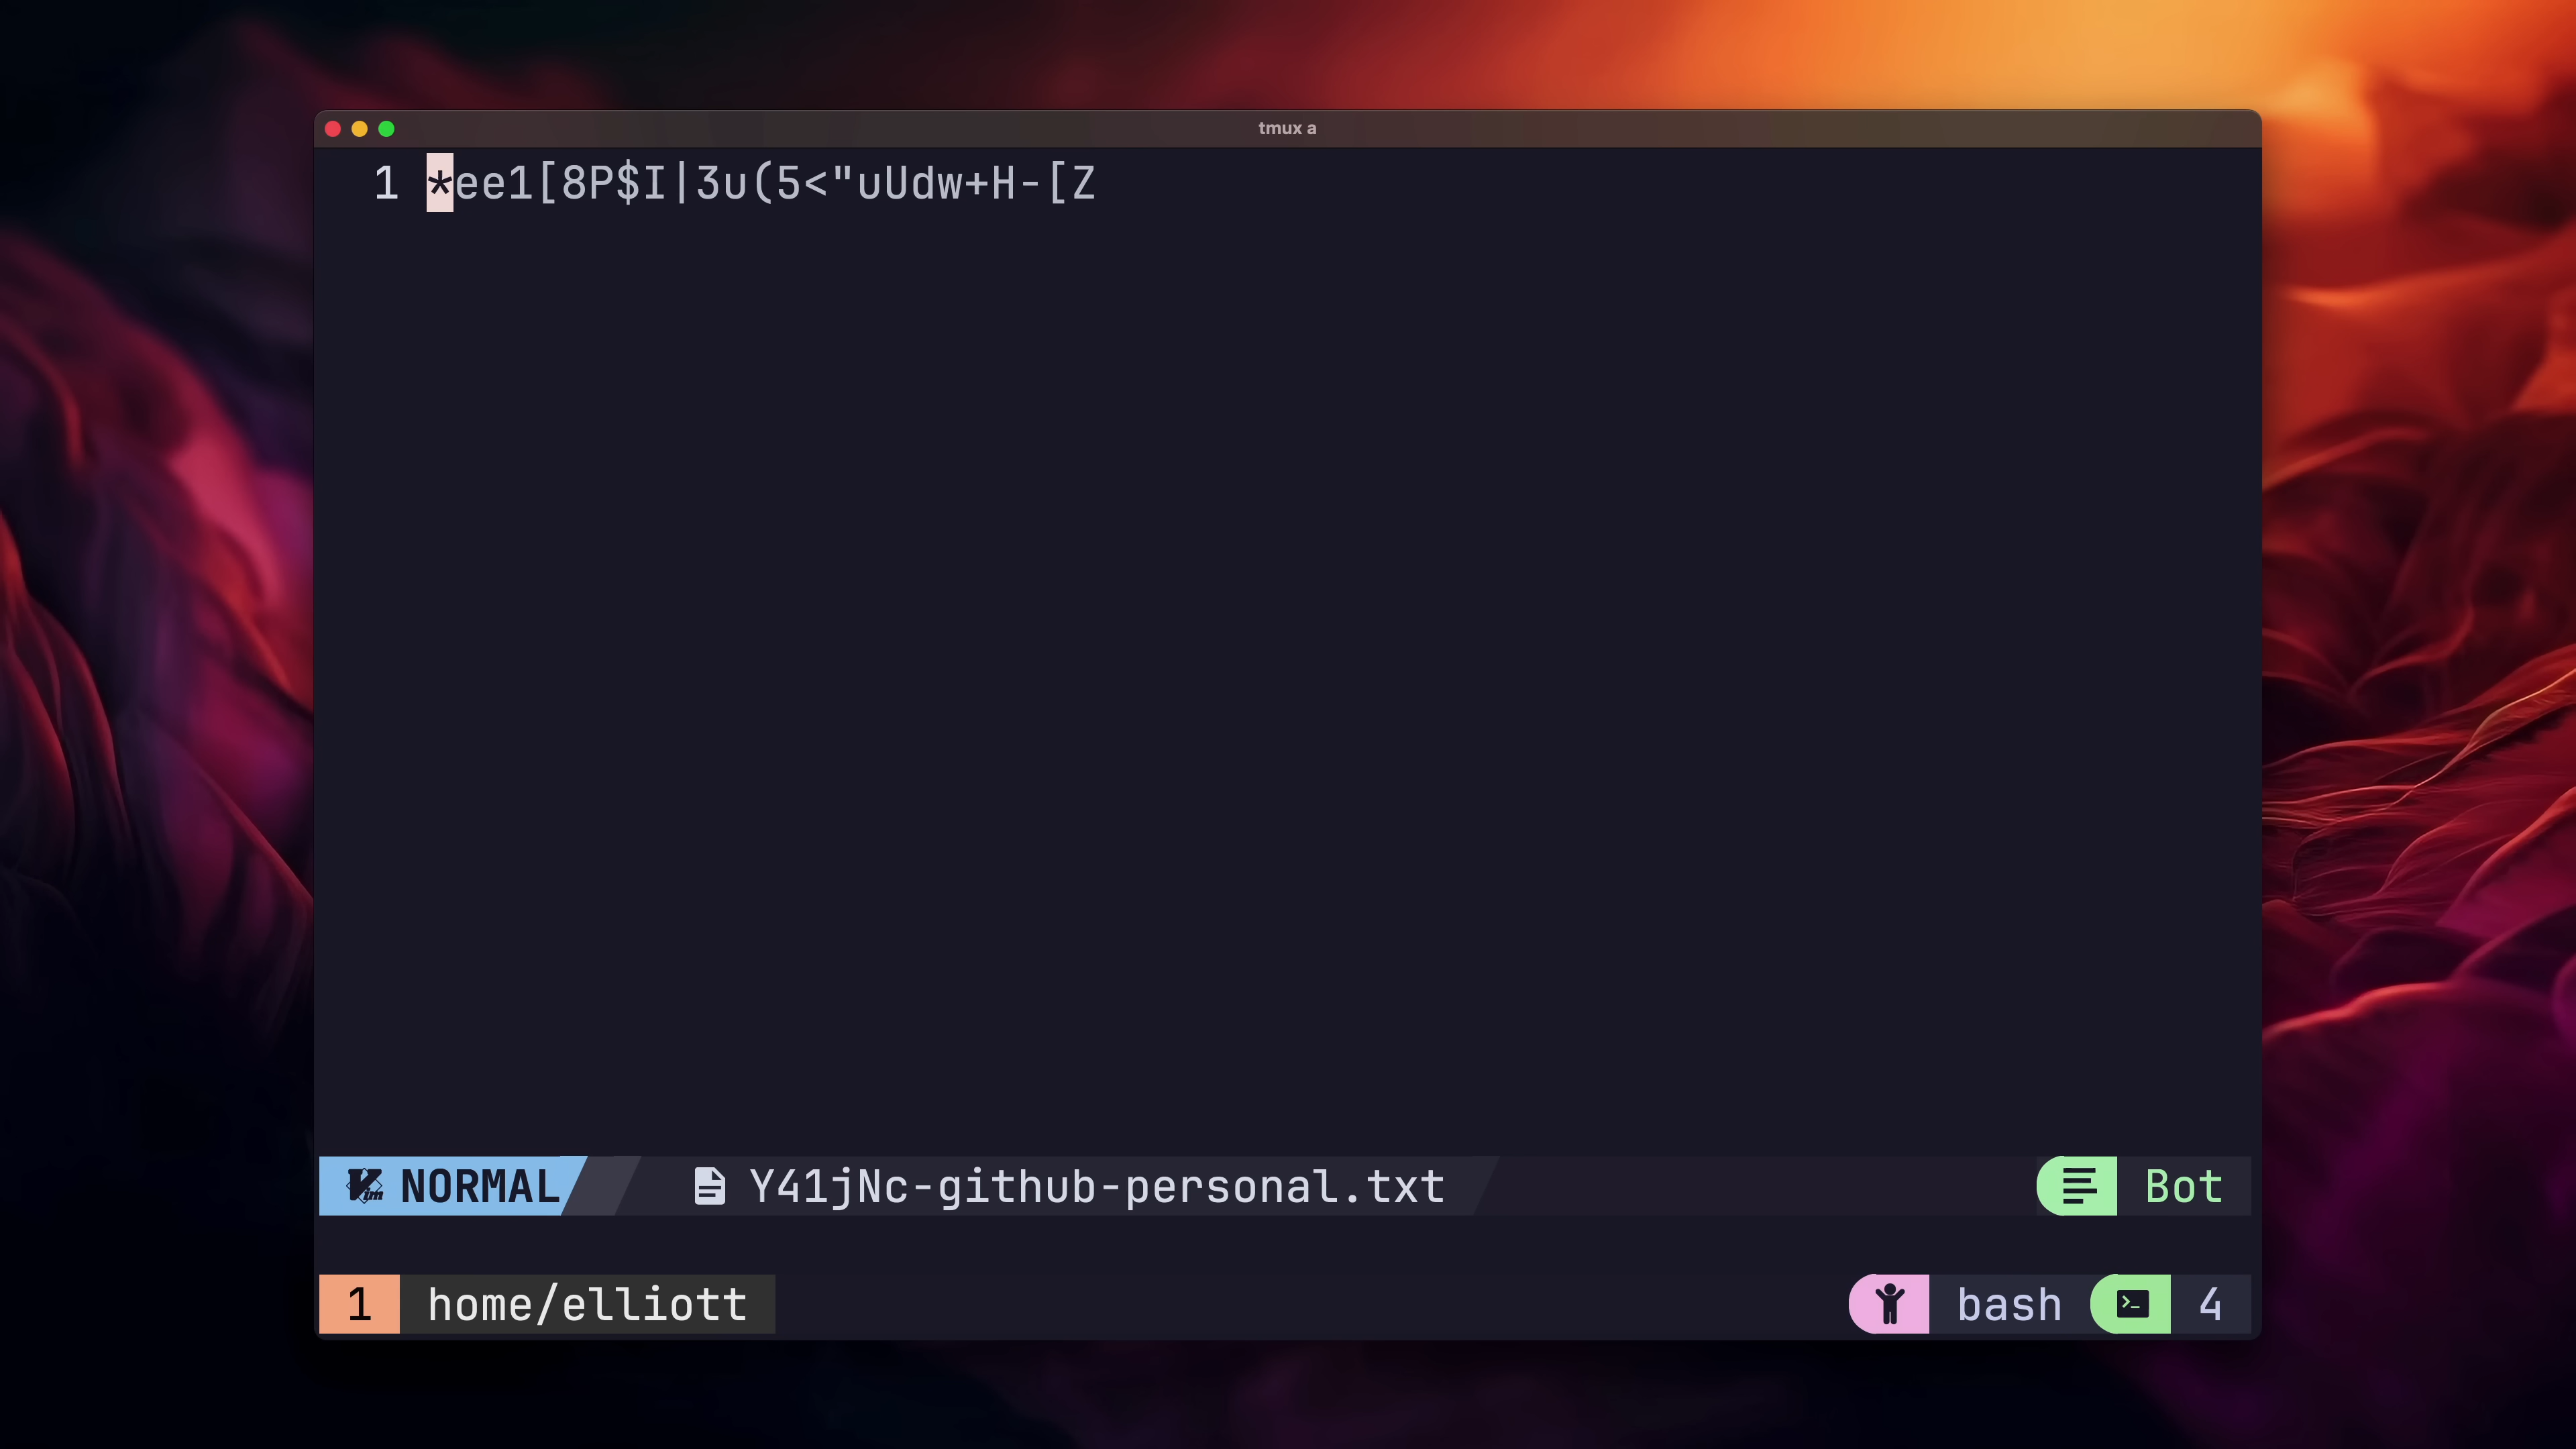 tmux a
1 *ee1[8P$I|3u(5<"uUdw+H-[Z
NORMAL Y41jNc-github-personal.txt Bot
1 home/elliott bash 4